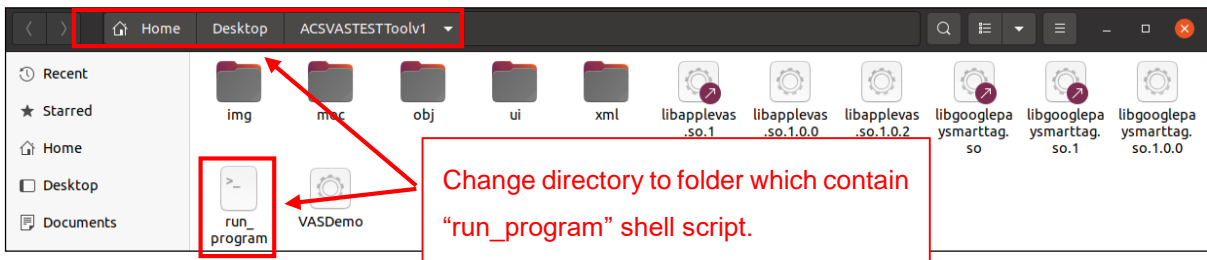 Home Desktop ACSVASTESTToolv1
Recent
Starred
Home
Desktop
Documents
img moc obj ui xml libapplevas libapplevas libapplevas libgooglepa libgooglepa libgooglepa
.so.1 .so.1.0.0 .so.1.0.2 ysmarttag. ysmarttag. ysmarttag.
so so.1 so.1.0.0
>_
run_ VASDemo
program
Change directory to folder which contain
“run_program” shell script.